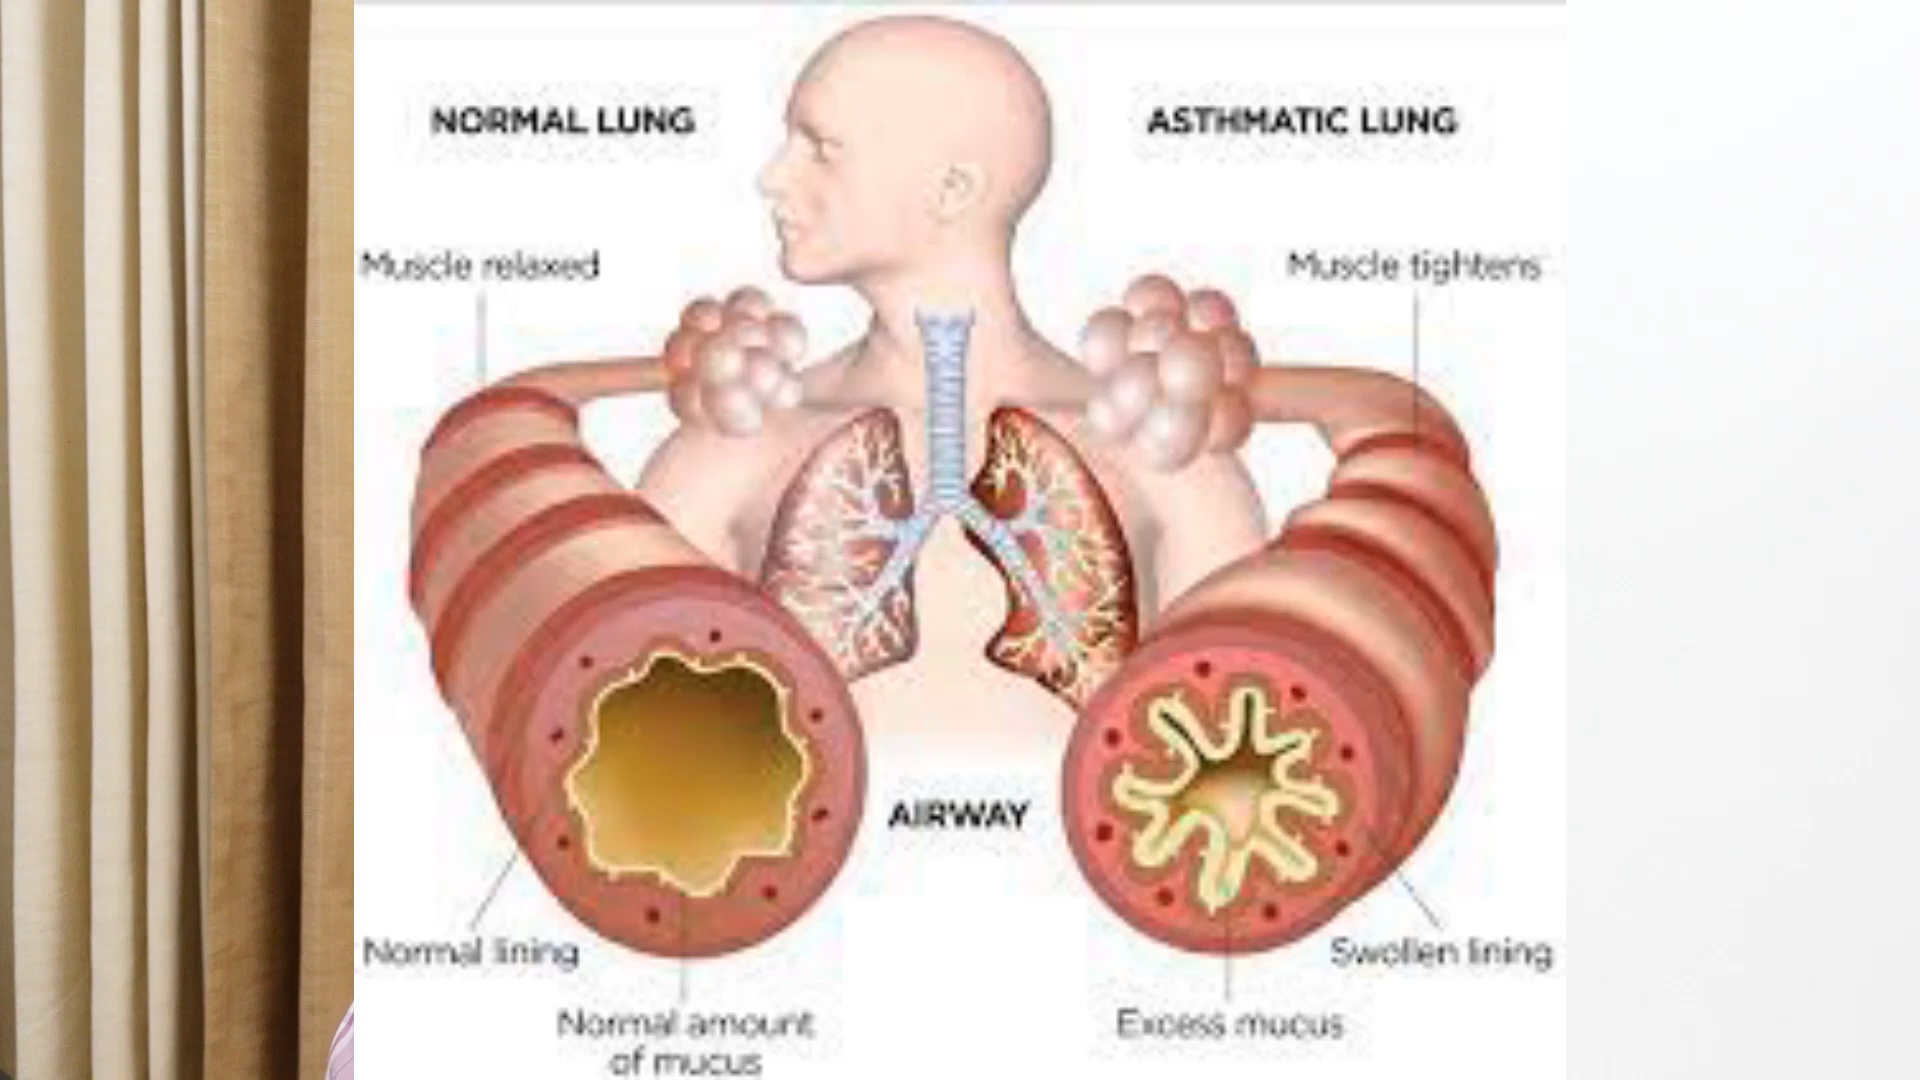 NORMAL LUNG
ASTHMATIC LUNG
Muscle relaxed
Muscle tightens
AIRWAY
Normal lining
Swollen lining
Normal amount
of mucus
Excess mucus